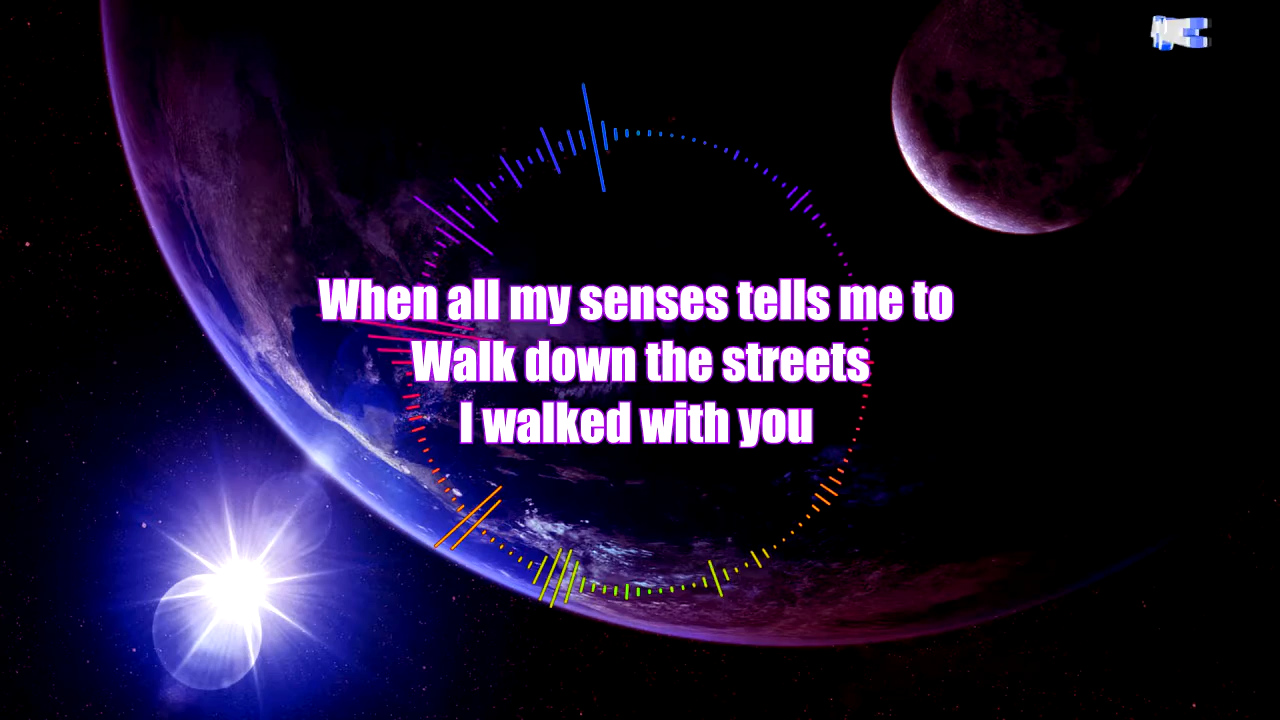 When all my senses tells me to
Walk down the streets
I walked with you